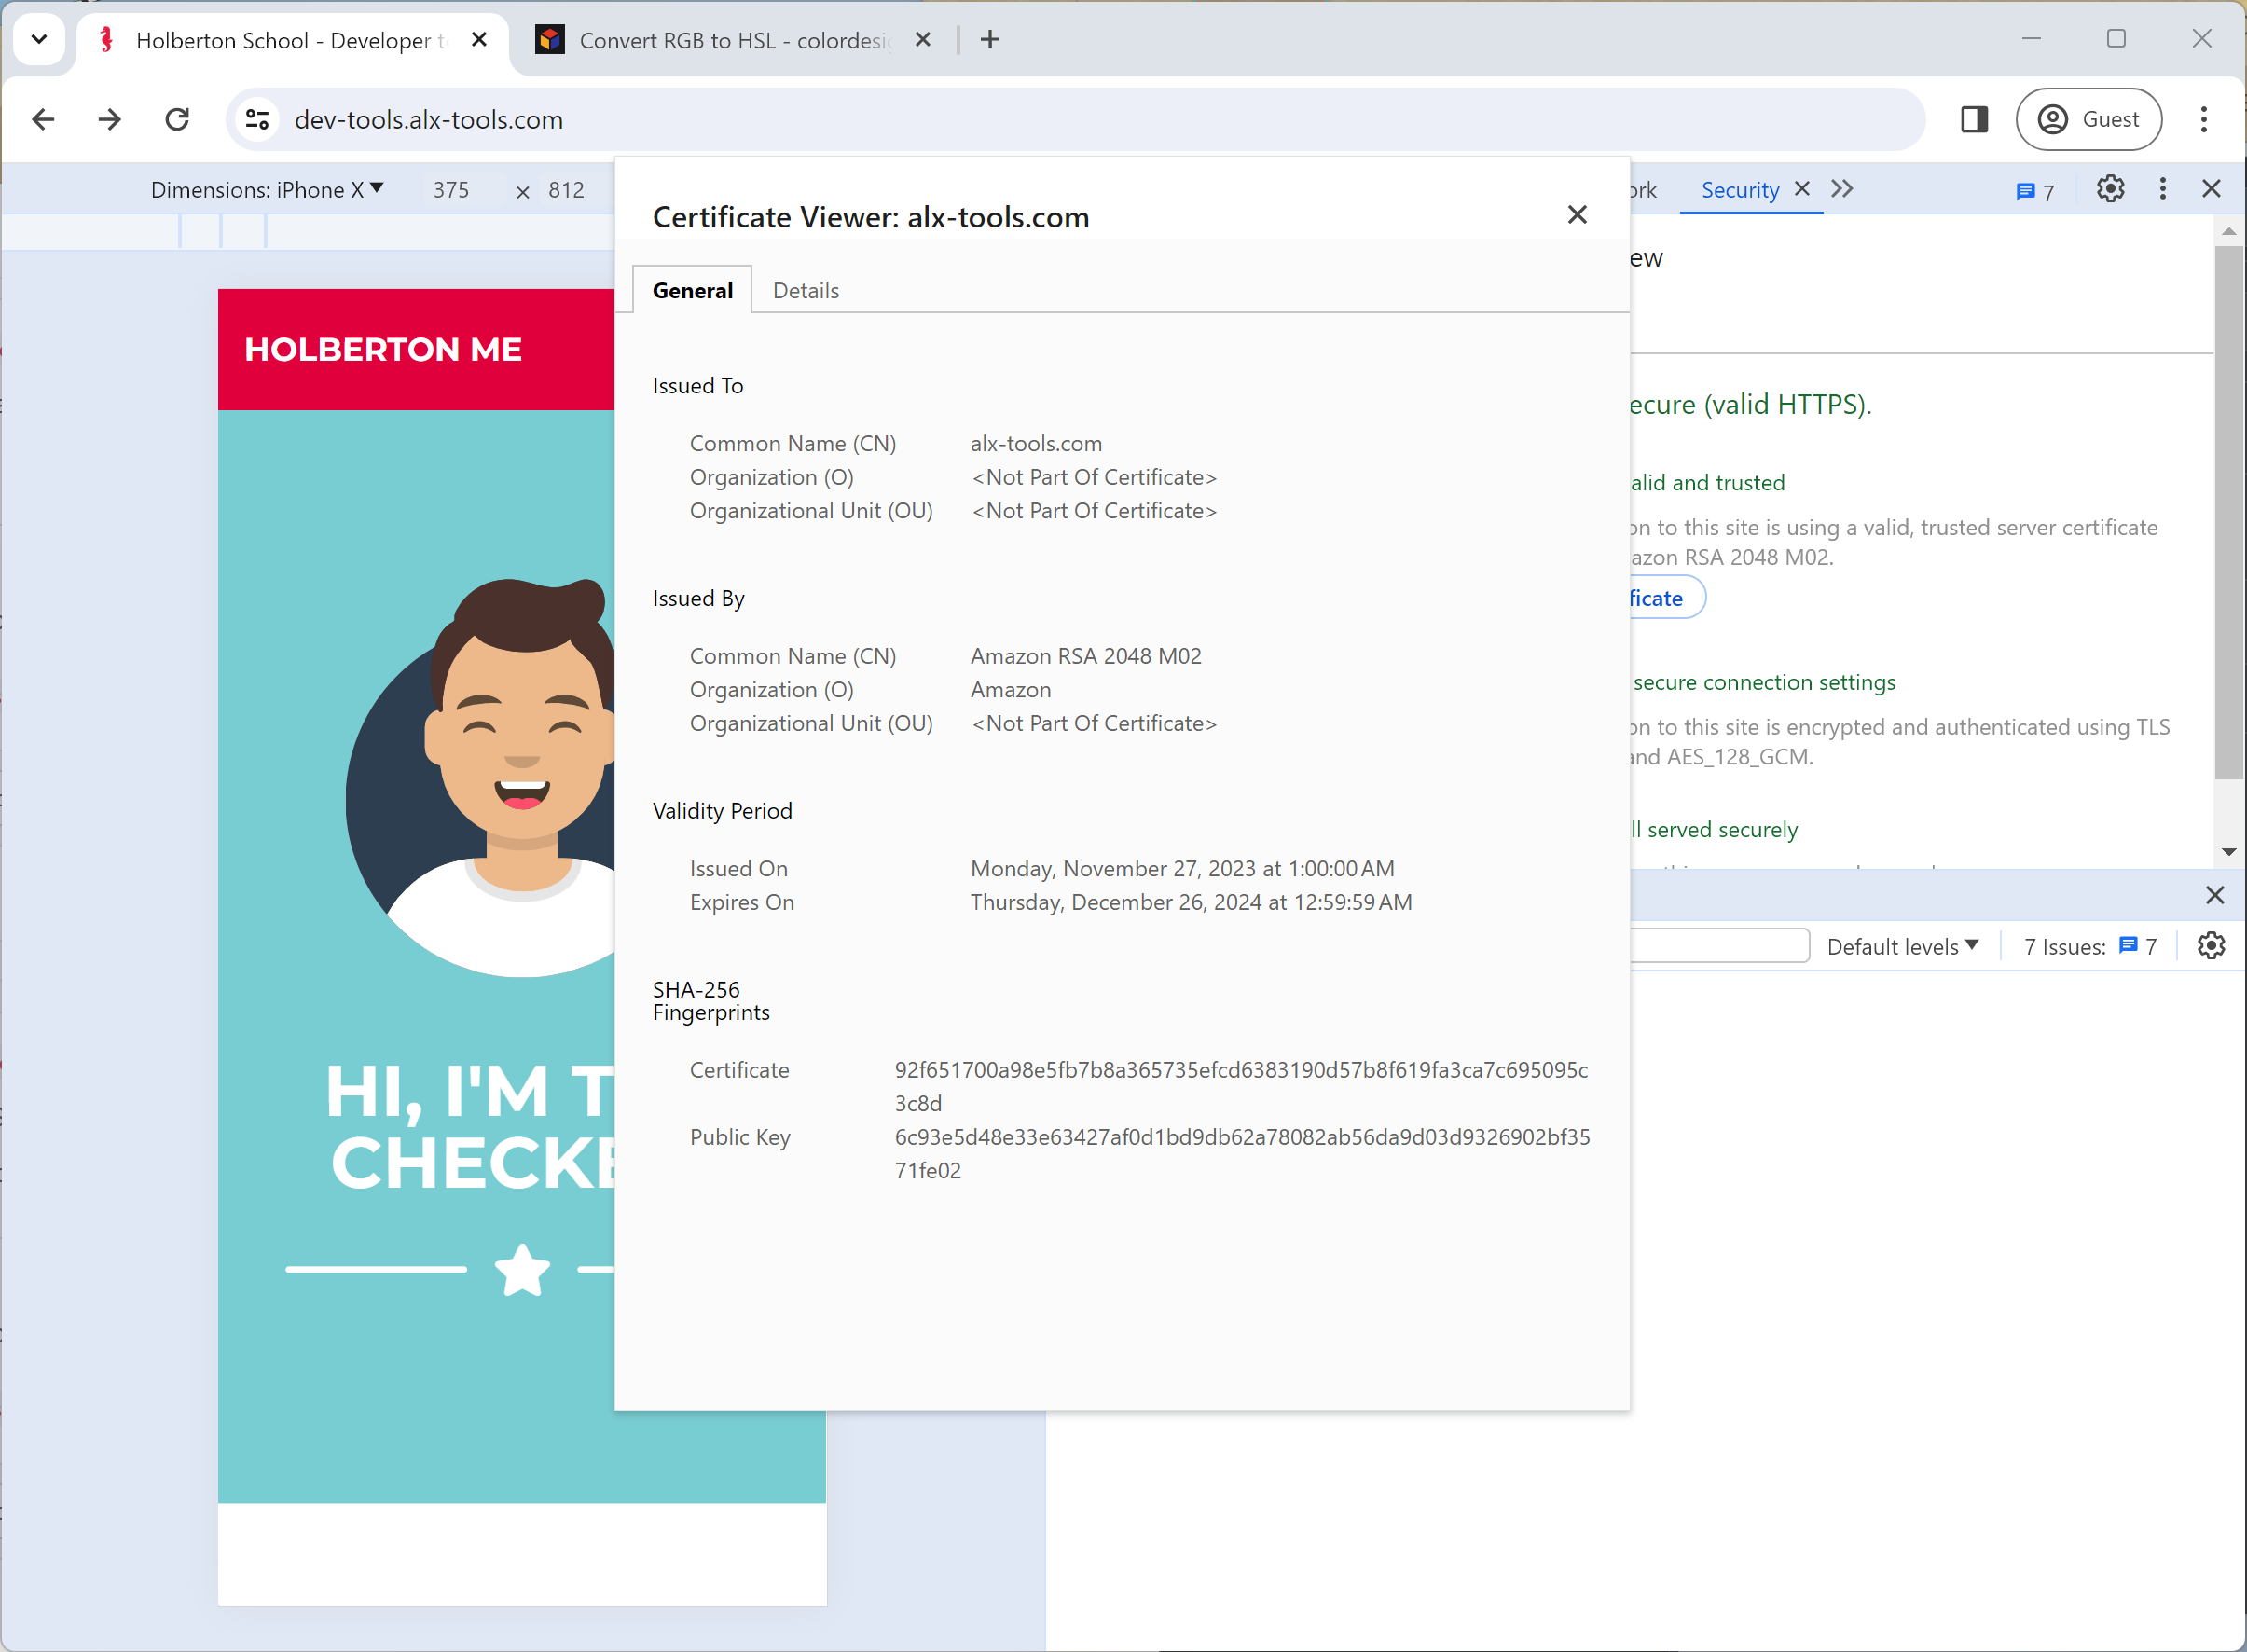 Holberton School - Developer t
Convert RGB to HSL - colordesi
dev-tools.alx-tools.com
Guest
Dimensions: iPhone X
375 × 812
Security
7
Certificate Viewer: alx-tools.com
General
Details
HOLBERTON ME
Issued To
Common Name (CN) alx-tools.com
Organization (O) <Not Part Of Certificate>
Organizational Unit (OU) <Not Part Of Certificate>
Issued By
Common Name (CN) Amazon RSA 2048 M02
Organization (O) Amazon
Organizational Unit (OU) <Not Part Of Certificate>
Validity Period
Issued On Monday, November 27, 2023 at 1:00:00 AM
Expires On Thursday, December 26, 2024 at 12:59:59 AM
SHA-256
Fingerprints
Certificate 92f651700a98e5fb7b8a365735efcd6383190d57b8f619fa3ca7c695095c
3c8d
Public Key 6c93e5d48e33e63427af0d1bd9db62a78082ab56da9d03d9326902bf35
71fe02
HI, I'M T
CHECKE
ork
ew
ecure (valid HTTPS).
alid and trusted
on to this site is using a valid, trusted server certificate
azon RSA 2048 M02.
ficate
secure connection settings
on to this site is encrypted and authenticated using TLS
and AES_128_GCM.
ll served securely
Default levels
7 Issues: 7